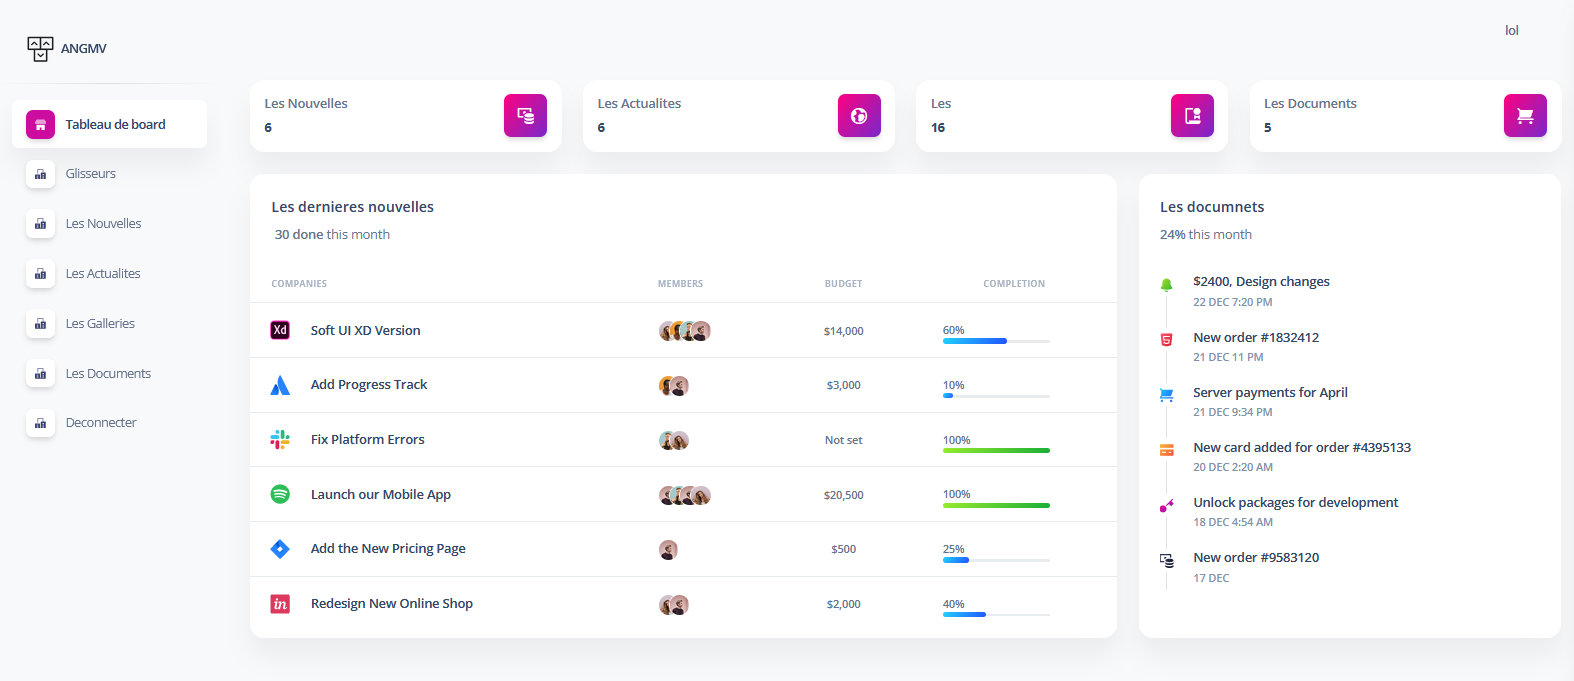 lol
ANGMV
Tableau de board
Glisseurs
Les Nouvelles
Les Actualites
Les Galleries
Les Documents
Deconnecter
Les Nouvelles
6
Les Actualites
6
Les
16
Les Documents
5
Les dernieres nouvelles
30 done this month
COMPANIES MEMBERS BUDGET COMPLETION
Xd Soft UI XD Version $14,000 60%
Add Progress Track $3,000 10%
Fix Platform Errors Not set 100%
Launch our Mobile App $20,500 100%
Add the New Pricing Page $500 25%
in Redesign New Online Shop $2,000 40%
Les documnets
24% this month
$2400, Design changes
22 DEC 7:20 PM
New order #1832412
21 DEC 11 PM
Server payments for April
21 DEC 9:34 PM
New card added for order #4395133
20 DEC 2:20 AM
Unlock packages for development
18 DEC 4:54 AM
New order #9583120
17 DEC